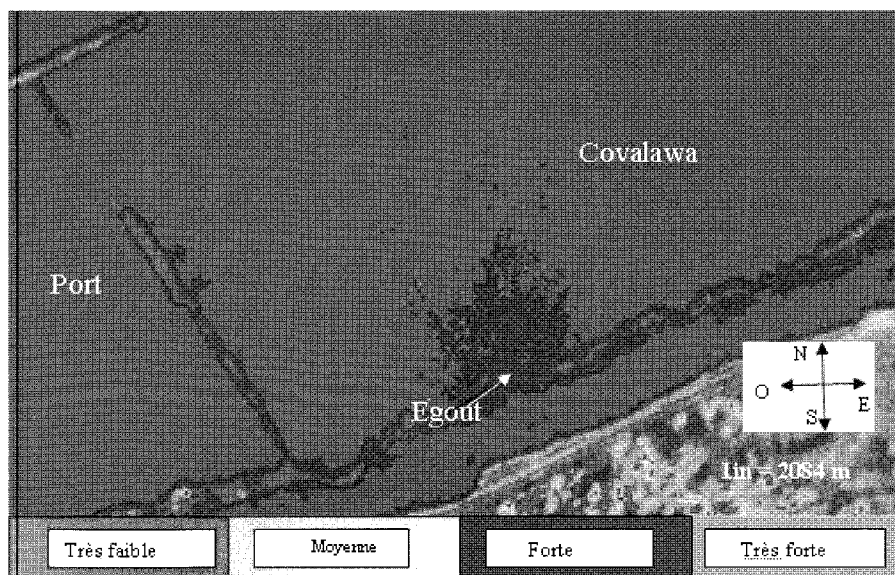 Covalawa
Port
Egout
N
O
E
S
1in = 2084 m
Très faible
Moyenne
Forte
Très forte